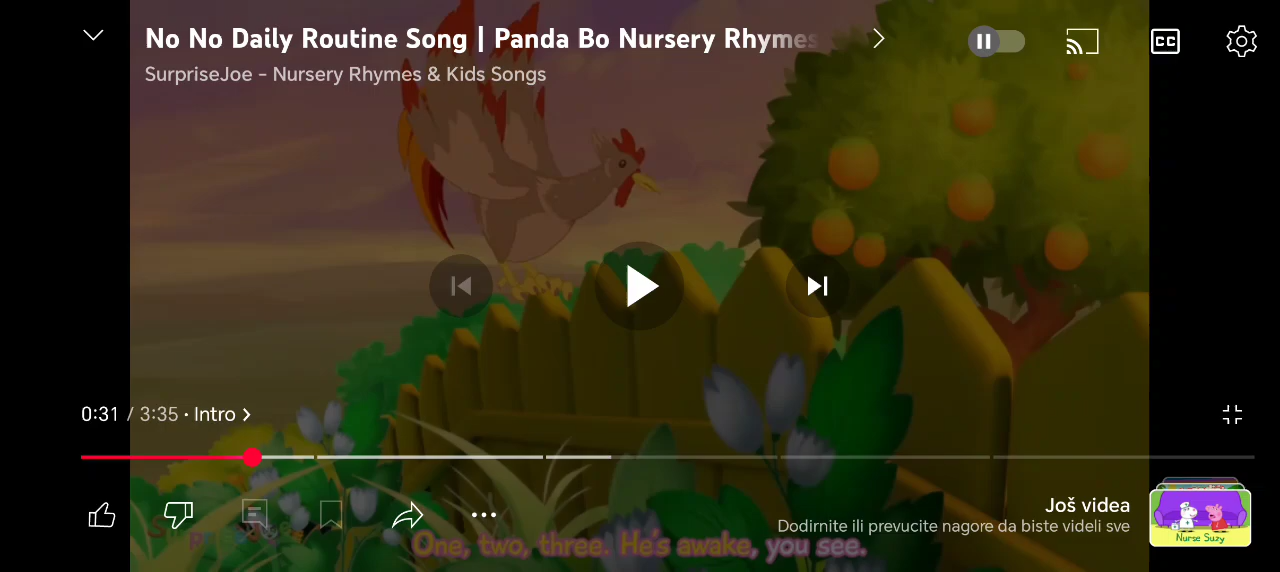 No No Daily Routine Song | Panda Bo Nursery Rhymes
SurpriseJoe - Nursery Rhymes & Kids Songs
CC
0:31 / 3:35 · Intro
Još videa
Dodirnite ili prevucite nagore da biste videli sve
Nurse Suzy
One, two, three. He's awake, you see.